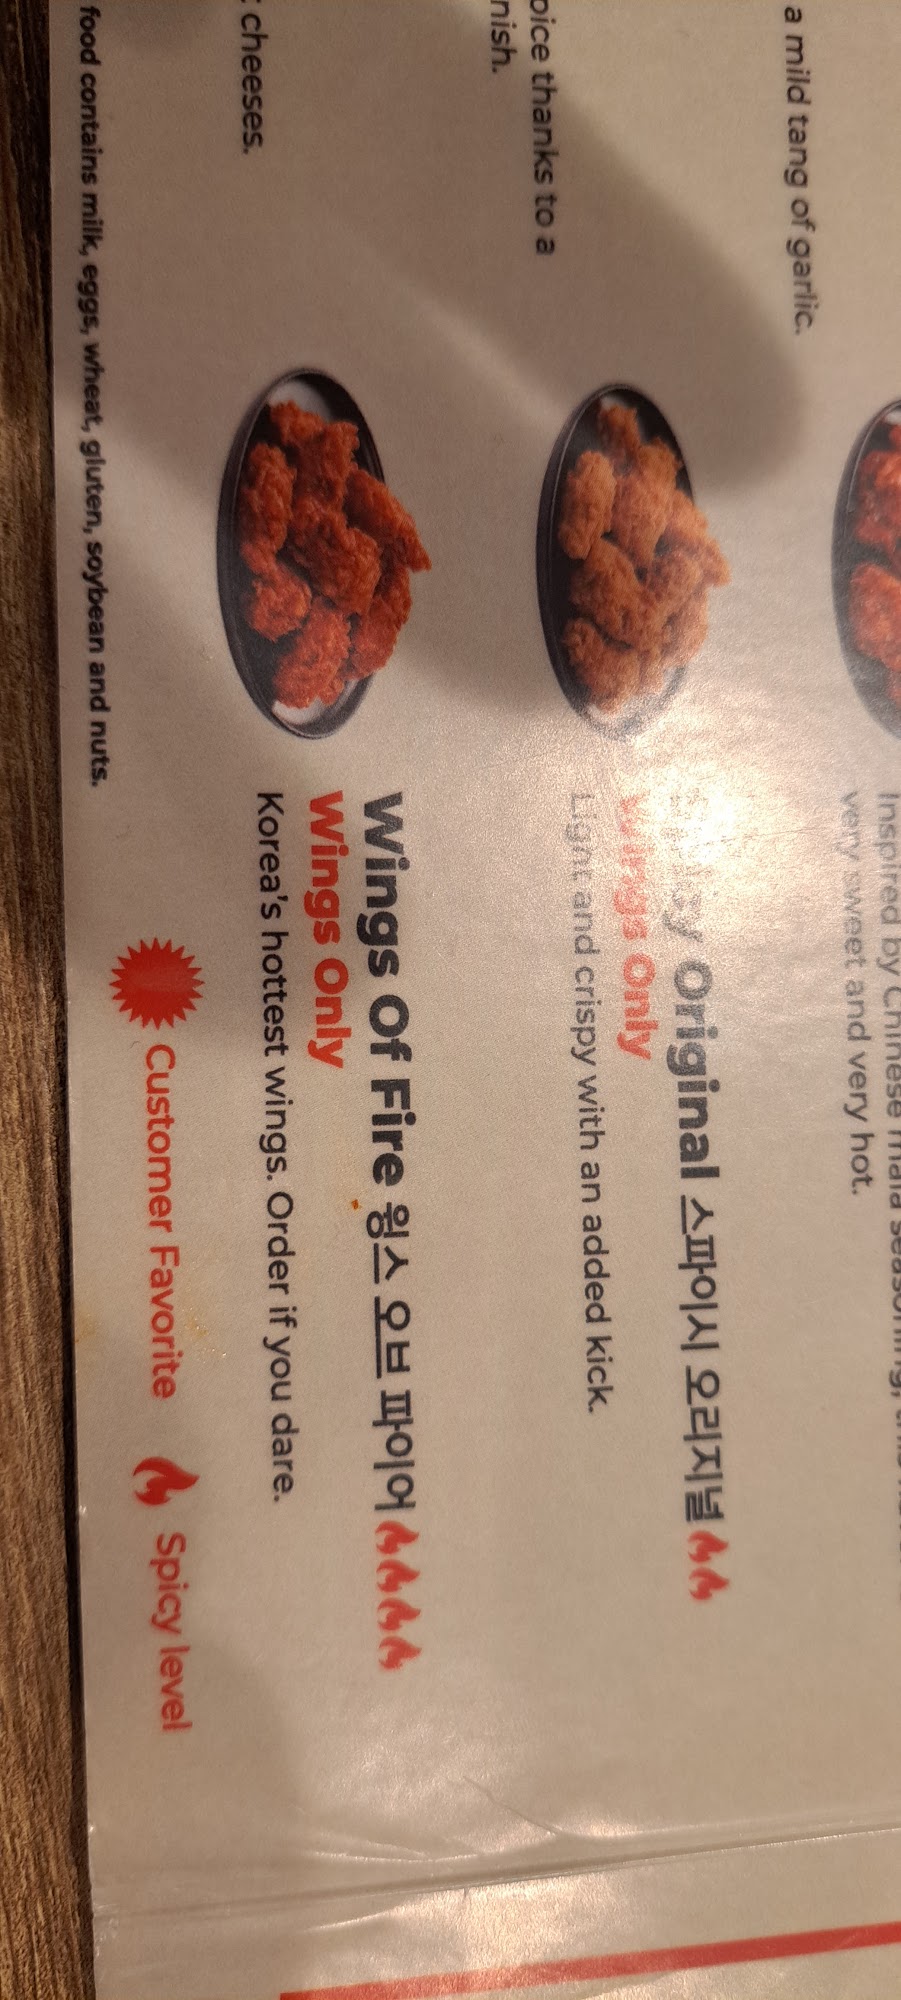 a mild tang of garlic.
pice thanks to a
nish.
cheeses.
food contains milk, eggs, wheat, gluten, soybean and nuts.
Inspired by Chinese mala seasoning,
very sweet and very hot.
Spicy Original 스파이시 오리지널
Wings Only
Light and crispy with an added kick.
Wings Of Fire 윙스 오브 파이어
Wings Only
Korea's hottest wings. Order if you dare.
Customer Favorite Spicy level